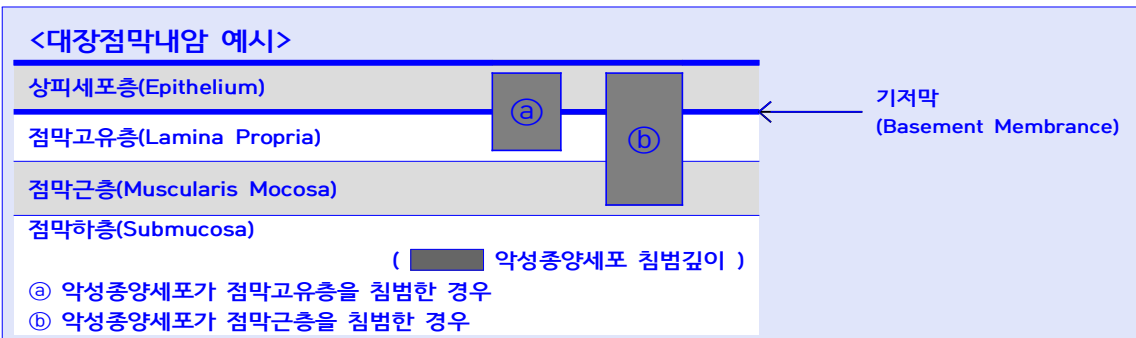 <대장점막내암 예시>
상피세포층(Epithelium)
ⓐ
기저막
(Basement Membrance)
점막고유층(Lamina Propria)
ⓑ
점막근층(Muscularis Mocosa)
점막하층(Submucosa)
( 악성종양세포 침범깊이 )
ⓐ 악성종양세포가 점막고유층을 침범한 경우
ⓑ 악성종양세포가 점막근층을 침범한 경우